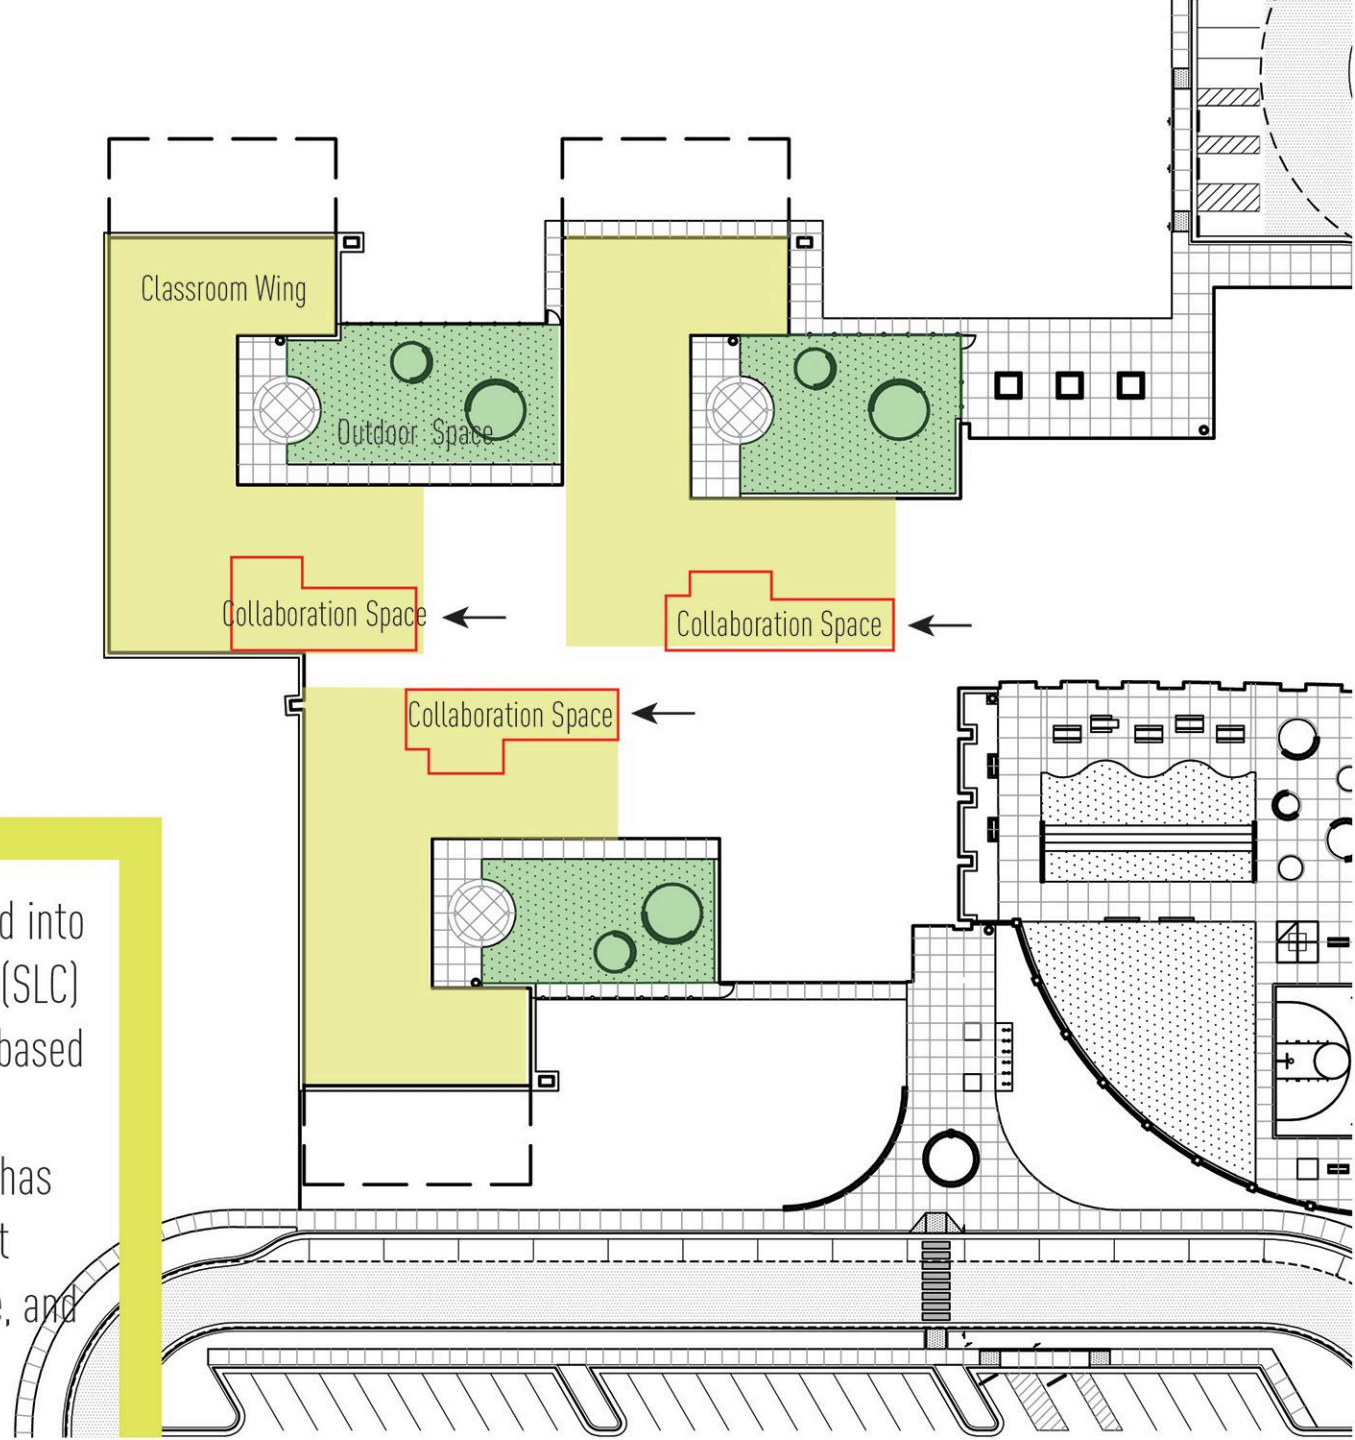 Classroom Wing
Outdoor Space
Collaboration Space
Collaboration Space
Collaboration Space
d into
(SLC)
based
has
t
e, and